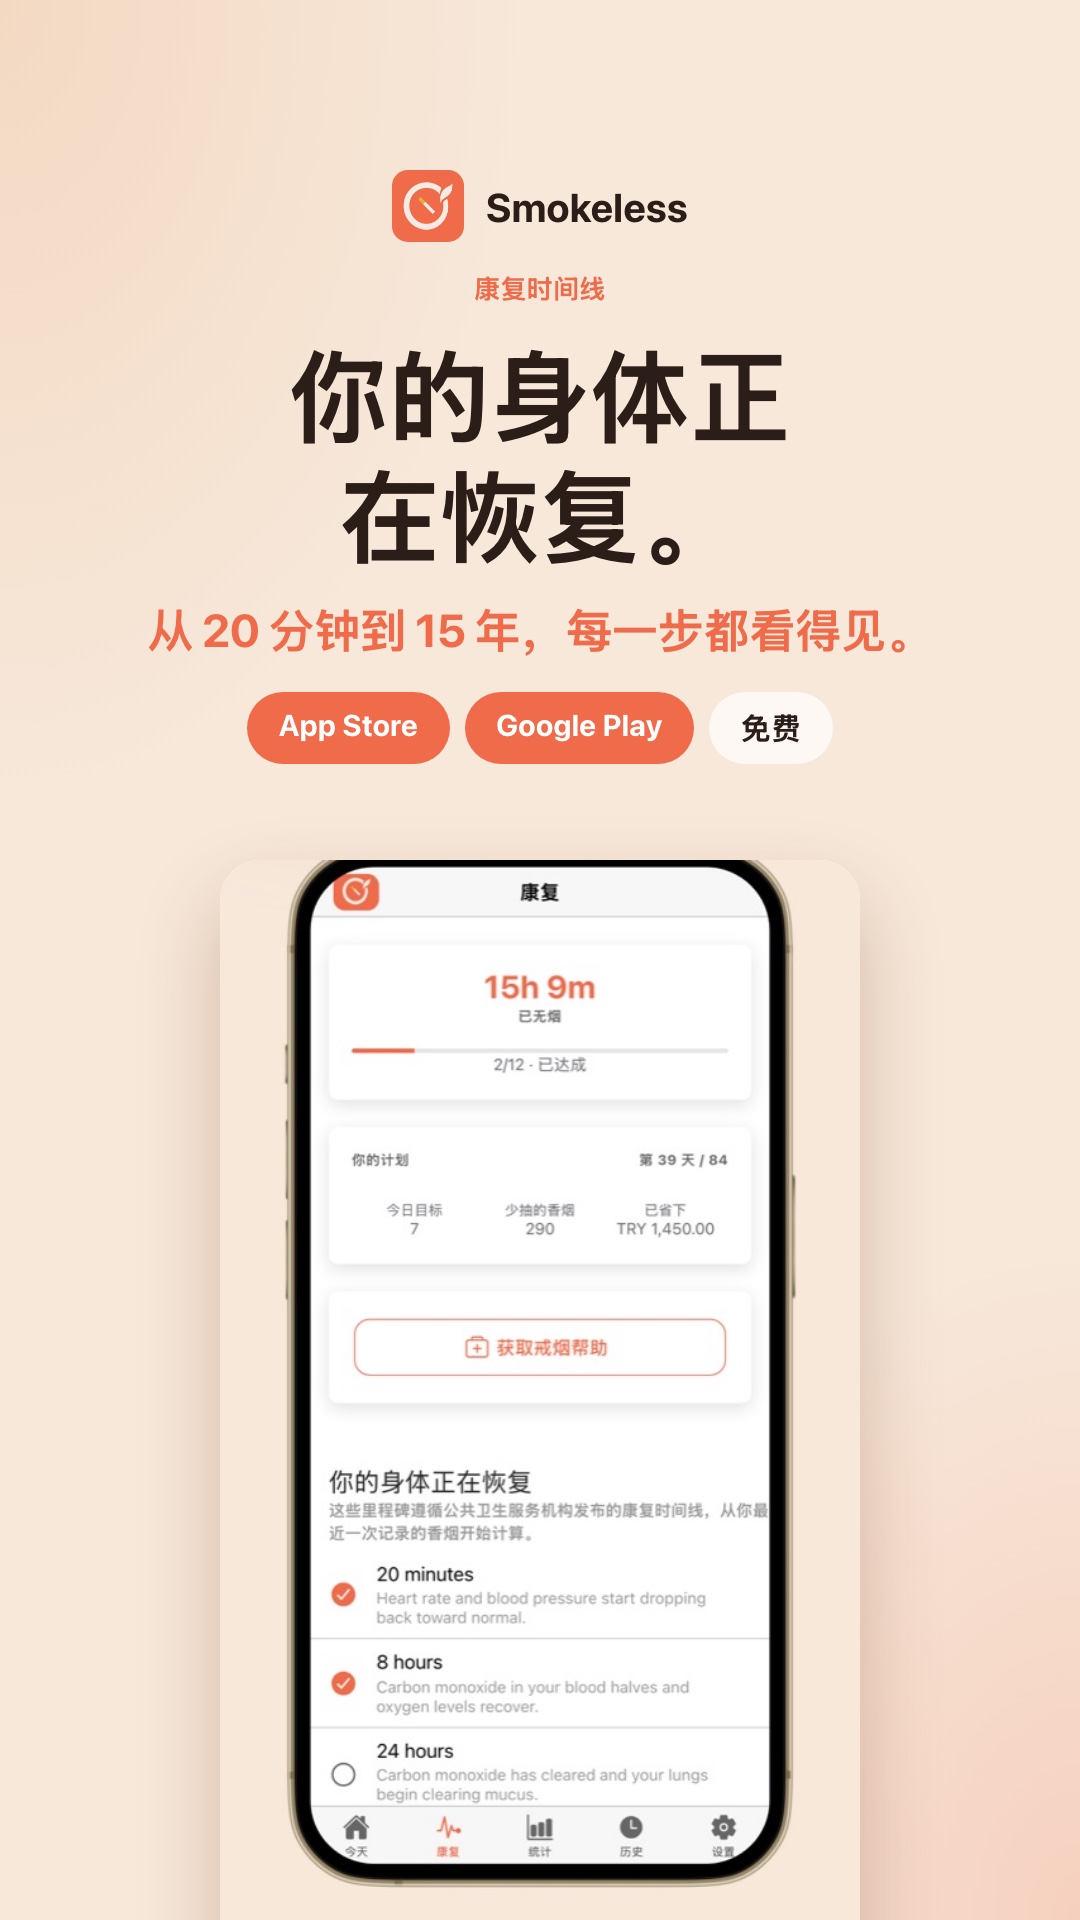 Smokeless
康复时间线
你的身体正
在恢复。
从 20 分钟到 15 年，每一步都看得见。
App Store
Google Play
免费
康复
15h 9m
已无烟
2/12 · 已达成
你的计划
第 39 天 / 84
今日目标
少抽的香烟
已省下
7
290
TRY 1,450.00
获取戒烟帮助
你的身体正在恢复
这些里程碑遵循公共卫生服务机构发布的康复时间线，从你最
近一次记录的香烟开始计算。
20 minutes
Heart rate and blood pressure start dropping
back toward normal.
8 hours
Carbon monoxide in your blood halves and
oxygen levels recover.
24 hours
Carbon monoxide has cleared and your lungs
begin clearing mucus.
今天
康复
统计
历史
设置